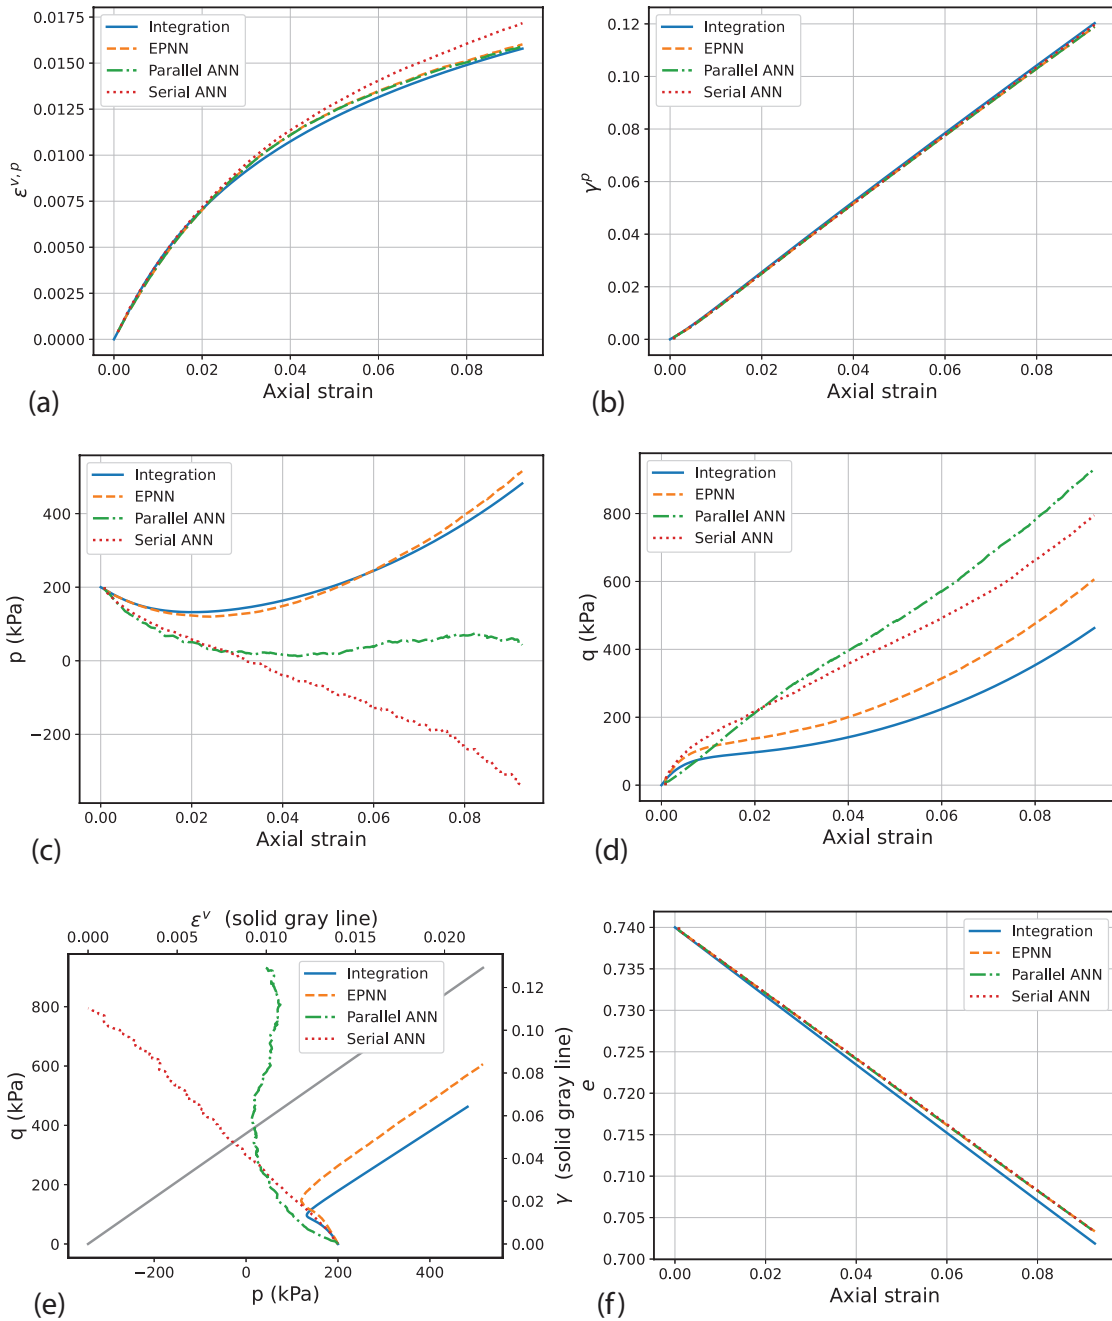 0.0175
0.0150
0.0125
0.0100
0.0075
0.0050
0.0025
0.0000
ε^{v,p}
Integration
EPNN
Parallel ANN
Serial ANN
0.00 0.02 0.04 0.06 0.08
Axial strain
(a)
0.12
0.10
0.08
0.06
0.04
0.02
0.00
γ^p
Integration
EPNN
Parallel ANN
Serial ANN
0.00 0.02 0.04 0.06 0.08
Axial strain
(b)
400
200
0
−200
p (kPa)
Integration
EPNN
Parallel ANN
Serial ANN
0.00 0.02 0.04 0.06 0.08
Axial strain
(c)
800
600
400
200
0
q (kPa)
Integration
EPNN
Parallel ANN
Serial ANN
0.00 0.02 0.04 0.06 0.08
Axial strain
(d)
ε^v (solid gray line)
0.000 0.005 0.010 0.015 0.020
800
600
400
200
0
q (kPa)
Integration
EPNN
Parallel ANN
Serial ANN
0.12
0.10
0.08
0.06
0.04
0.02
0.00
γ (solid gray line)
−200 0 200 400
p (kPa)
(e)
0.740
0.735
0.730
0.725
0.720
0.715
0.710
0.705
0.700
e
Integration
EPNN
Parallel ANN
Serial ANN
0.00 0.02 0.04 0.06 0.08
Axial strain
(f)